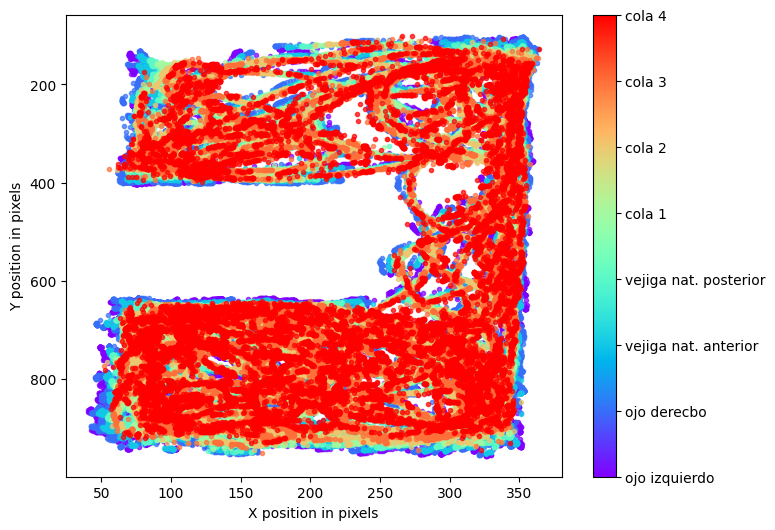 200
400
600
800
Y position in pixels
50
100
150
200
250
300
350
X position in pixels
cola 4
cola 3
cola 2
cola 1
vejiga nat. posterior
vejiga nat. anterior
ojo derecbo
ojo izquierdo